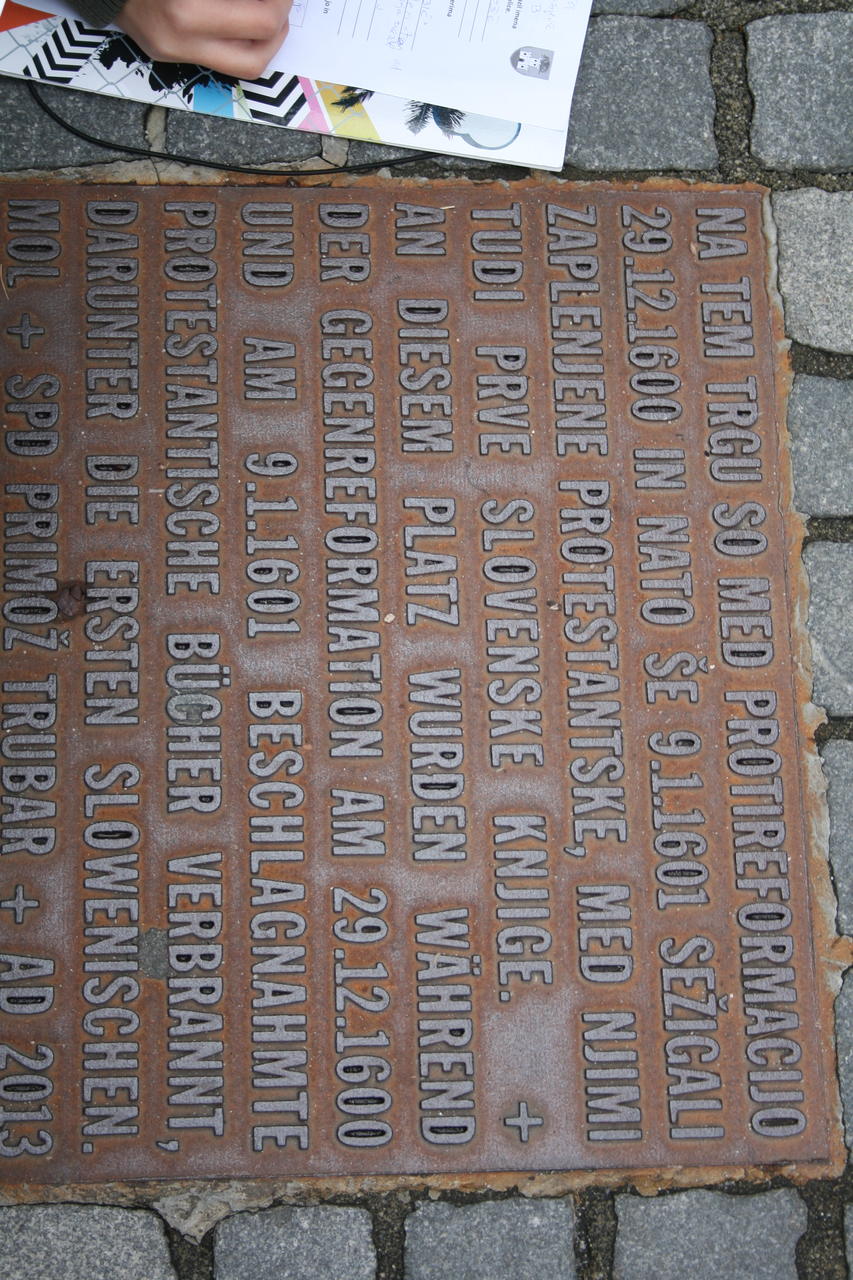 NA TEM TRGU SO MED PROTIREFORMACIJO
29.12.1600 IN NATO ŠE 9.1.1601 SEŽIGALI
ZAPLENJENE PROTESTANTSKE, MED NJIMI
TUDI PRVE SLOVENSKE KNJIGE. +
AN DIESEM PLATZ WURDEN WÄHREND
DER GEGENREFORMATION AM 29.12.1600
UND AM 9.1.1601 BESCHLAGNAHMTE
PROTESTANTISCHE BÜCHER VERBRANNT,
DARUNTER DIE ERSTEN SLOWENISCHEN.
MOL + SPD PRIMOŽ TRUBAR + AD 2013